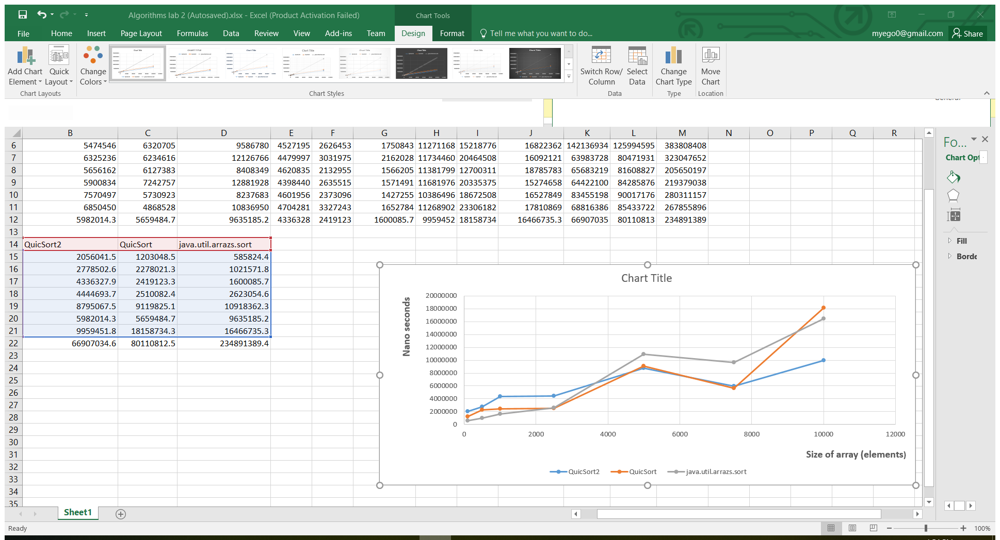 Algorithms lab 2 (Autosaved).xlsx - Excel (Product Activation Failed)
Chart Tools
File Home Insert Page Layout Formulas Data Review View Add-ins Team Design Format Tell me what you want to do... myego0@gmail.com Share
Add Chart Element
Quick Layout
Change Colors
Switch Row/ Column
Select Data
Change Chart Type
Move Chart
Chart Layouts Chart Styles Data Type Location
B C D E F G H I J K L M N O P Q R
6 5474546 6320705 9586780 4527195 2626453 1750843 11271168 15218776 16822362 142136934 125994595 383808408
7 6325236 6234616 12126766 4479997 3031975 2162028 11734460 20464508 16092121 63983728 80471931 323047652
8 5656162 6127383 8408349 4620835 2132955 1566205 11381799 12700311 18785783 65683219 81608827 205650197
9 5900834 7242757 12881928 4398440 2635515 1571491 11681976 20335375 15274658 64422100 84285876 219379038
10 7570497 5730923 8237683 4601956 2373096 1427255 10386496 18672508 16527849 83455198 90017176 280311157
11 6850450 4868528 10836950 4704281 3327243 1652784 11268902 23306182 17810869 68816386 85433722 267855896
12 5982014.3 5659484.7 9635185.2 4336328 2419123 1600085.7 9959452 18158734 16466735.3 66907035 80110813 234891389
13
14 QuicSort2 QuicSort java.util.arrazs.sort
15 2056041.5 1203048.5 585824.4
16 2778502.6 2278021.3 1021571.8
17 4336327.9 2419123.3 1600085.7
18 4444693.7 2510082.4 2623054.6
19 8795067.5 9119825.1 10918362.3
20 5982014.3 5659484.7 9635185.2
21 9959451.8 18158734.3 16466735.3
22 66907034.6 80110812.5 234891389.4
23
24
25
26
27
28
29
30
31
32
33
34
35
Chart Title
Nano seconds
20000000
18000000
16000000
14000000
12000000
10000000
8000000
6000000
4000000
2000000
0
0 2000 4000 6000 8000 10000 12000
Size of array (elements)
QuicSort2 QuicSort java.util.arrazs.sort
Fo...
Chart Opt
Fill
Borde
Sheet1
Ready
100%